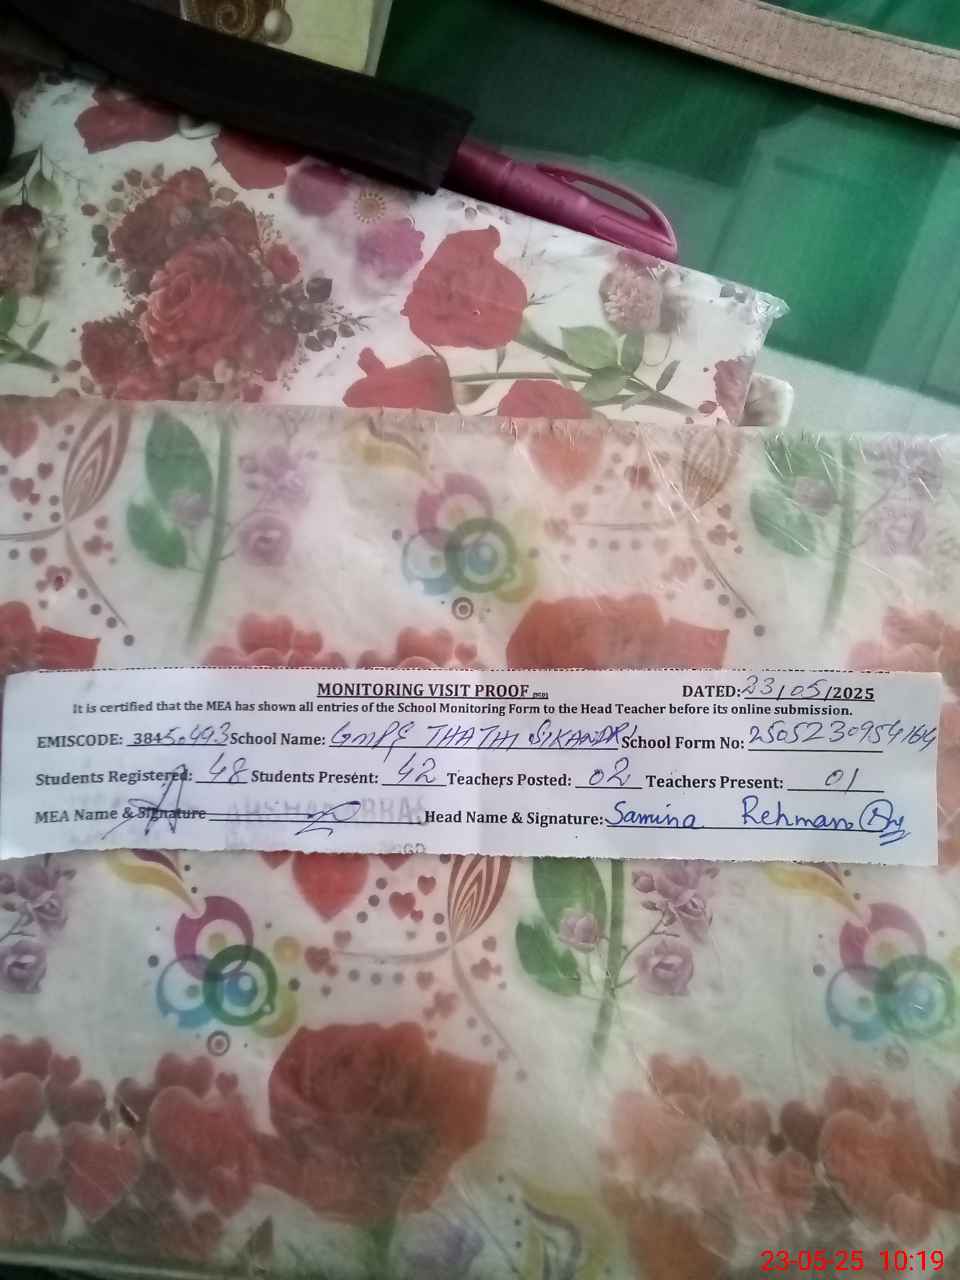 MONITORING VISIT PROOF DATED: 23/05/2025
It is certified that the MEA has shown all entries of the School Monitoring Form to the Head Teacher before its online submission.
EMISCODE: 3845.493 School Name: GMPS THATHI SIKANDRI School Form No:
Students Registered: 48 Students Present: 42 Teachers Posted: 02 Teachers Present: 01
MEA Name & Signature Head Name & Signature: Samina Rehman
23-05-25 10:19